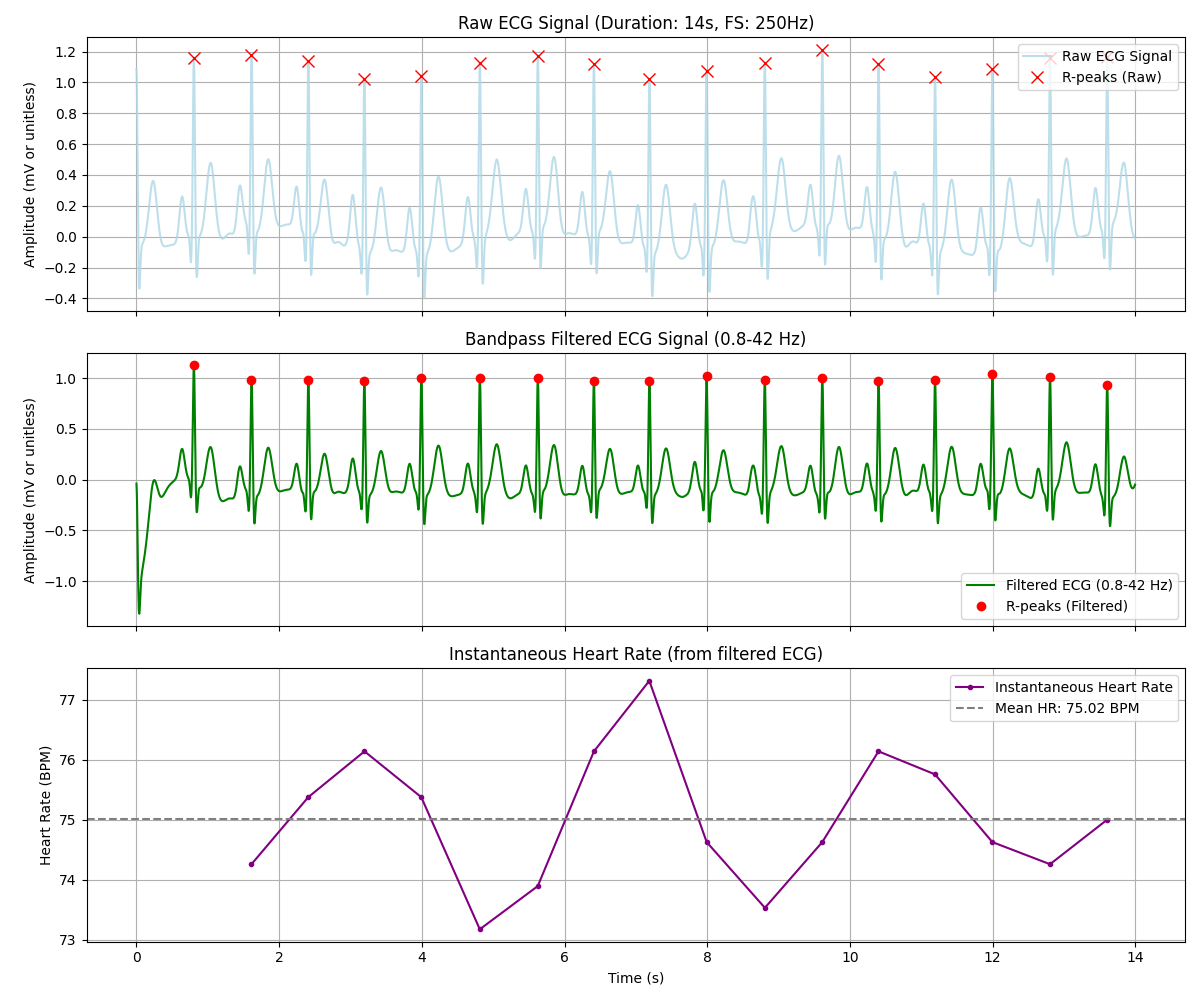 Raw ECG Signal (Duration: 14s, FS: 250Hz)
Amplitude (mV or unitless)
1.2
1.0
0.8
0.6
0.4
0.2
0.0
−0.2
−0.4
Raw ECG Signal
R-peaks (Raw)
Bandpass Filtered ECG Signal (0.8-42 Hz)
Amplitude (mV or unitless)
1.0
0.5
0.0
−0.5
−1.0
Filtered ECG (0.8-42 Hz)
R-peaks (Filtered)
Instantaneous Heart Rate (from filtered ECG)
Heart Rate (BPM)
77
76
75
74
73
Instantaneous Heart Rate
Mean HR: 75.02 BPM
0 2 4 6 8 10 12 14
Time (s)